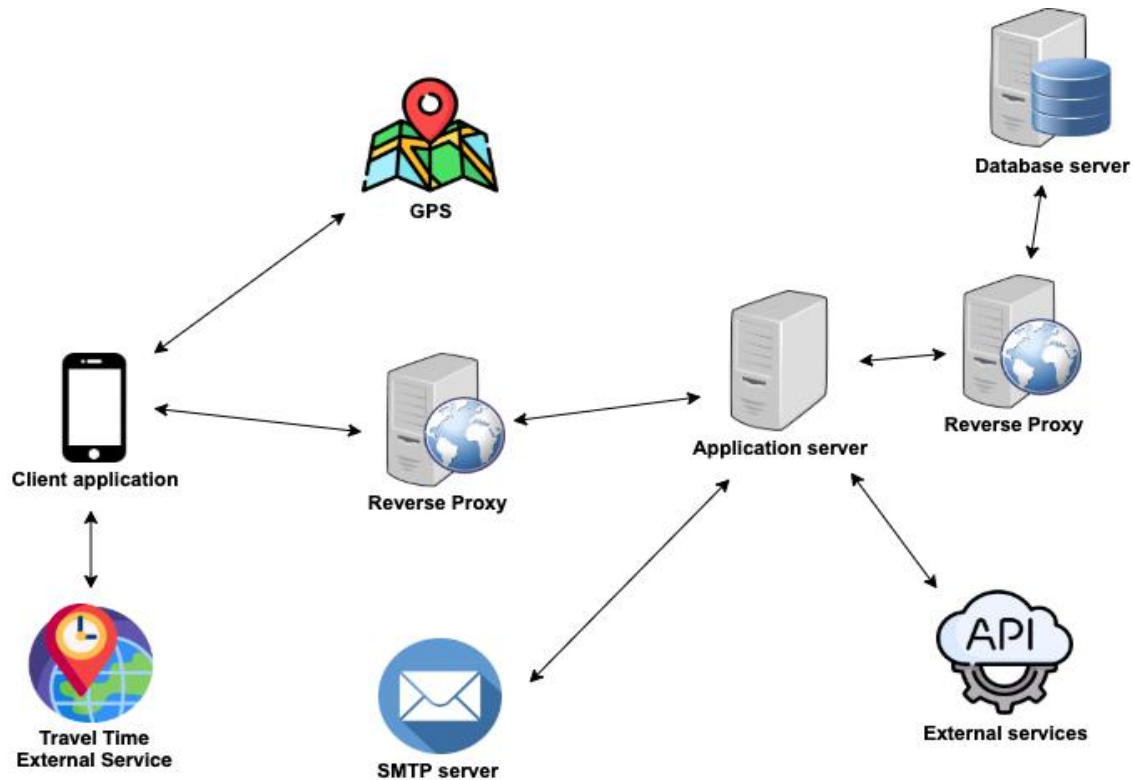 Database server
GPS
Client application
Reverse Proxy
Application server
Reverse Proxy
Travel Time
External Service
SMTP server
API
External services